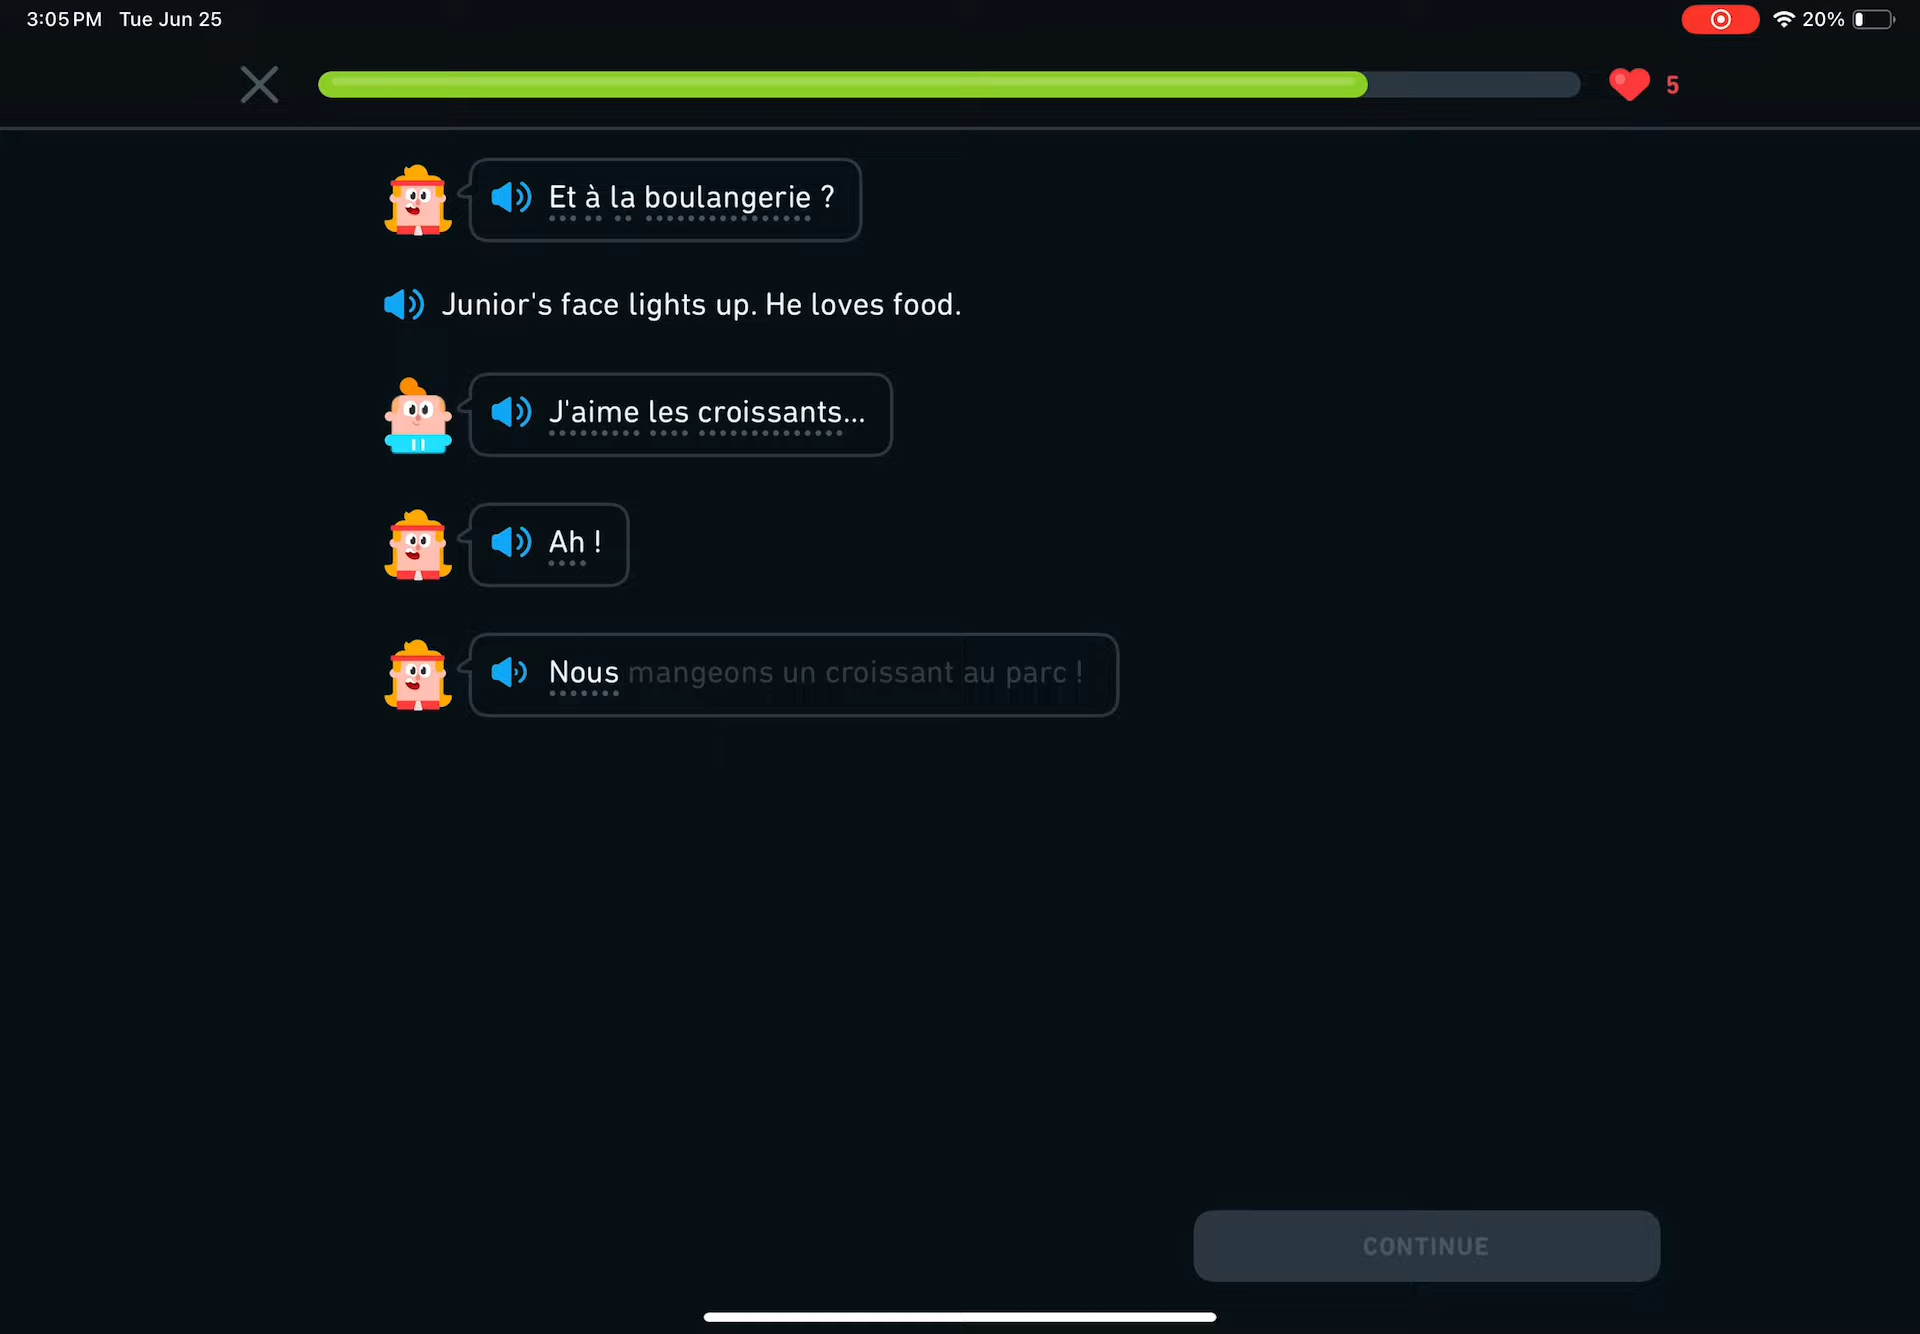 3:05 PM Tue Jun 25
20%
5
Et à la boulangerie ?
Junior's face lights up. He loves food.
J'aime les croissants...
Ah !
Nous mangeons un croissant au parc !
CONTINUE